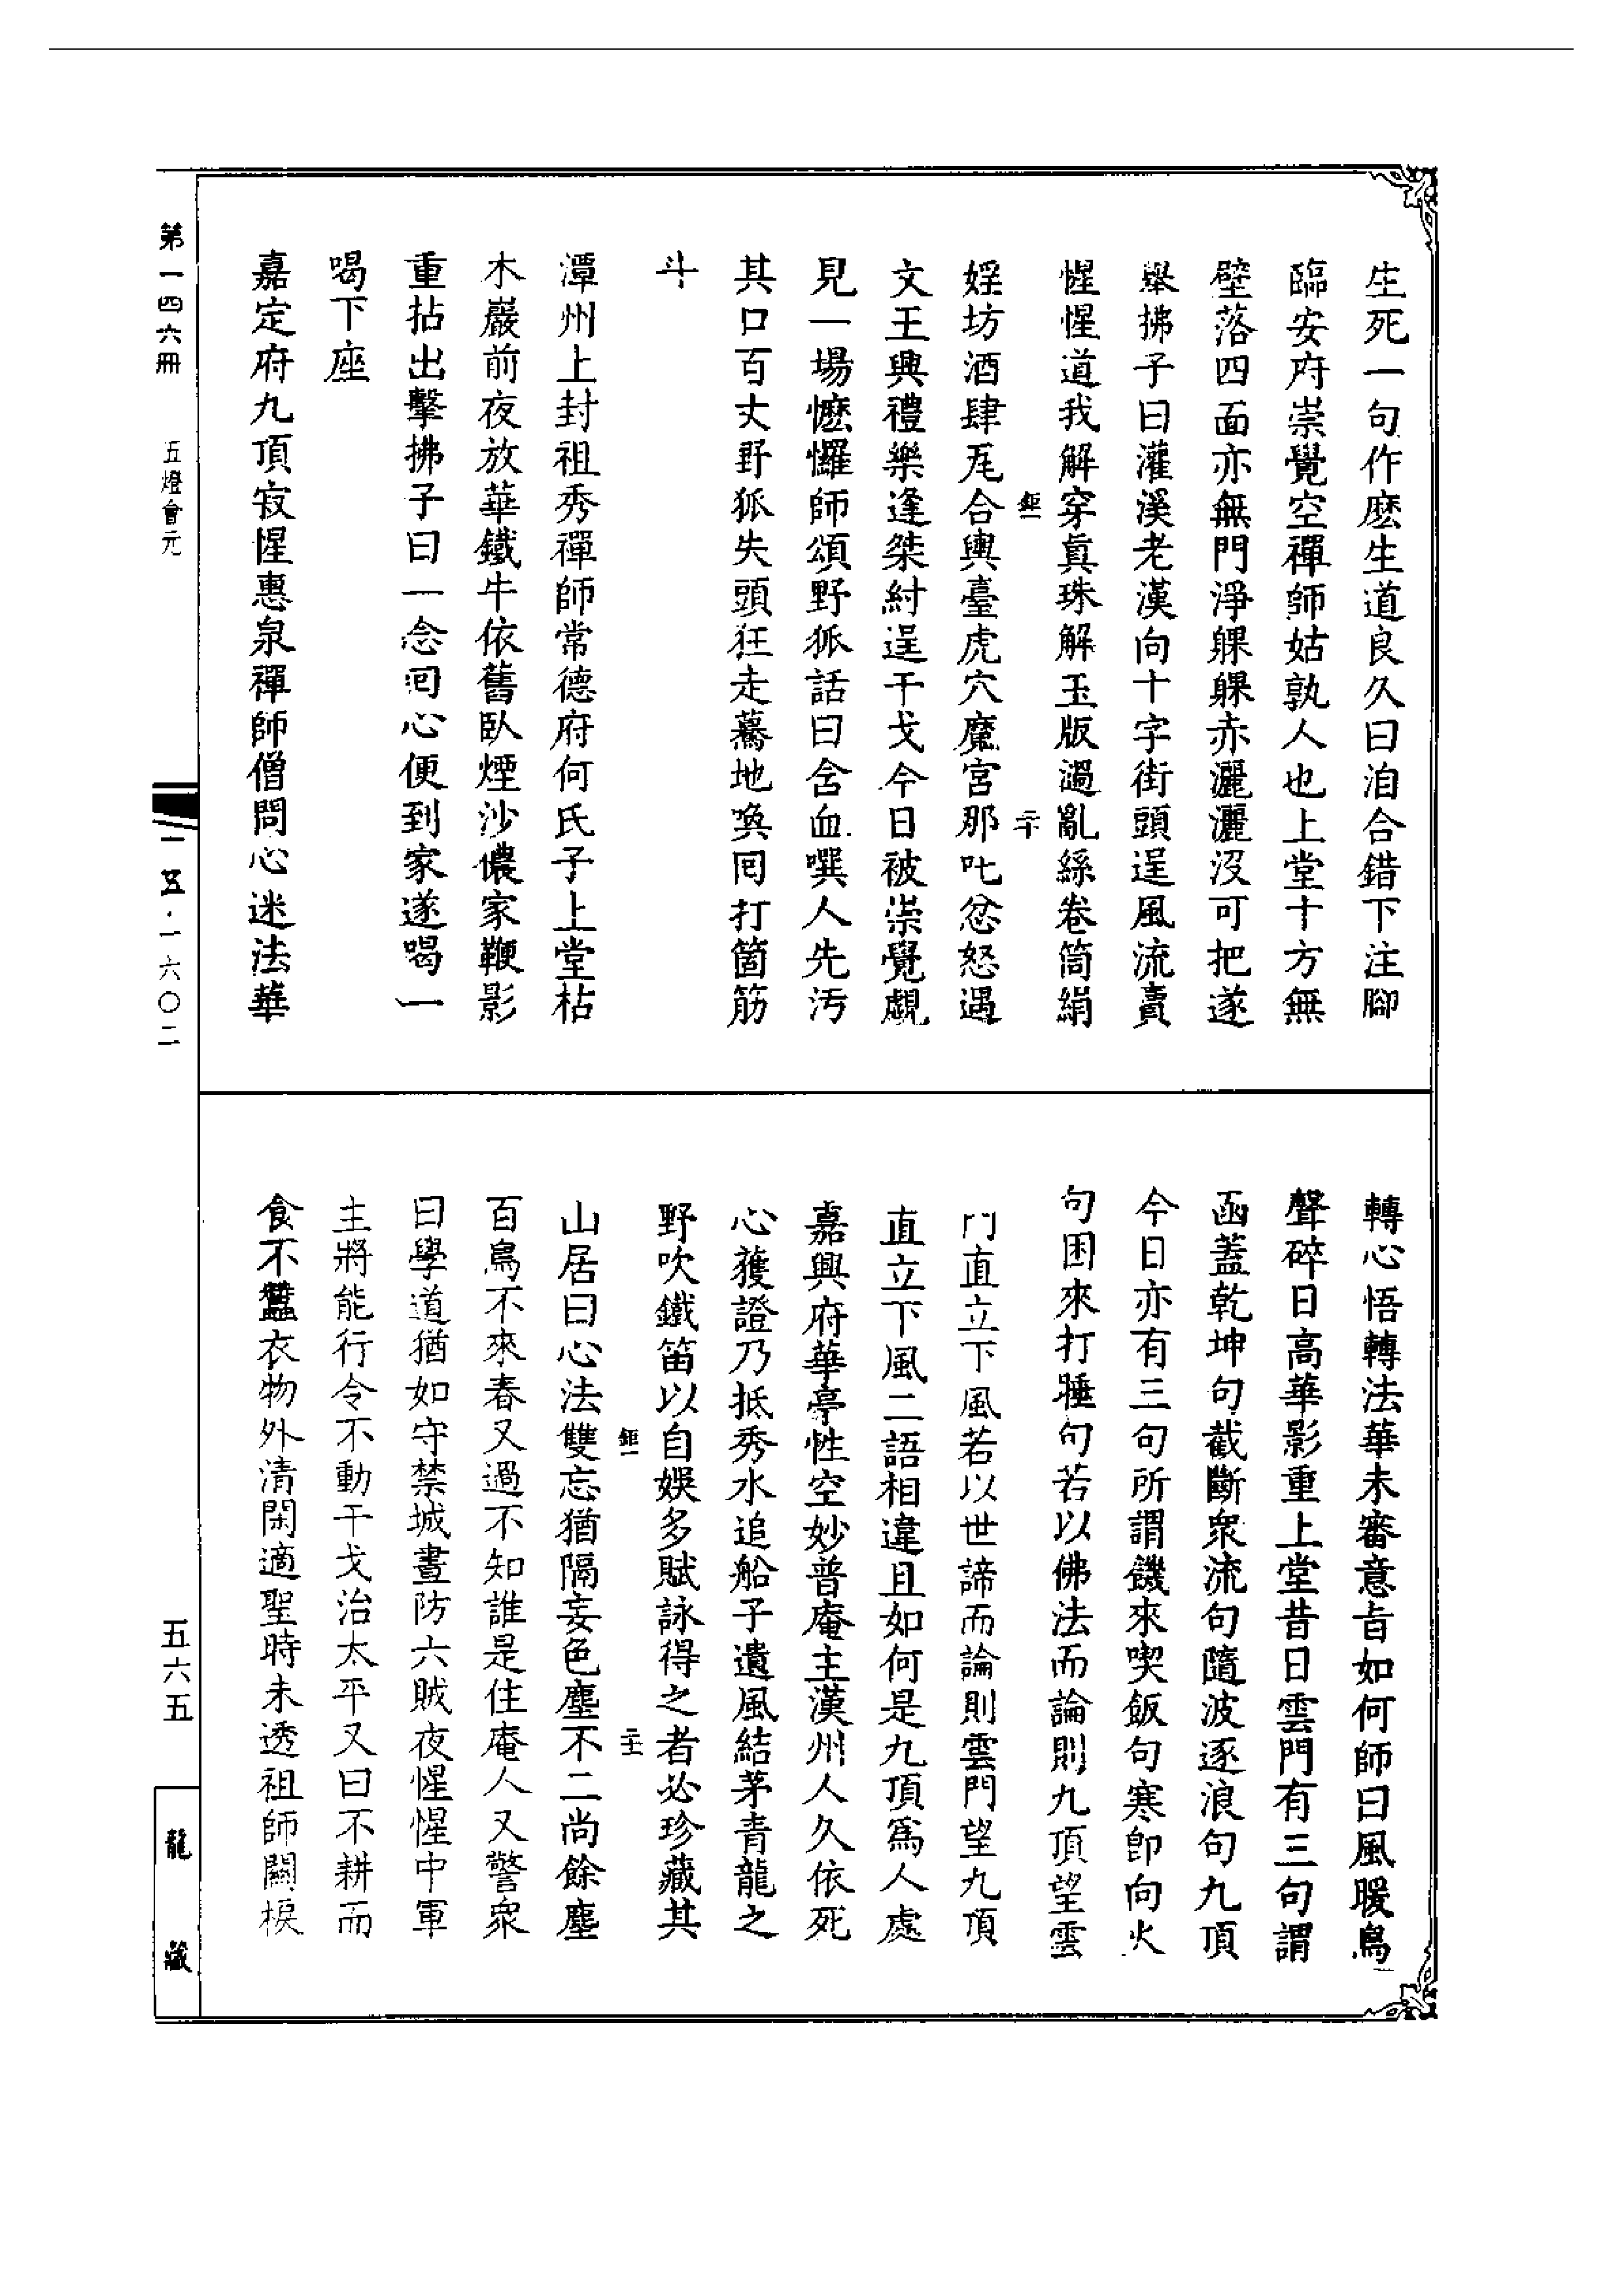 生死一句作麽生道良久曰洎合錯下注腳
臨安府崇覺空禪師姑孰人也上堂十方無
壁落四面亦無門淨躶躶赤灑灑沒可把遂
舉拂子曰灌溪老漢向十字街頭逞風流賣
惺惺道我解穿眞珠解玉版過亂絲卷筒絹
鉅一
二十
婬坊酒肆瓦合輿臺虎穴魔宮那吒忿怒遇
文王興禮樂逢桀紂逞干戈今日被崇覺覷
見一場懡㦬師頌野狐話曰含血噀人先污
其口百丈野狐失頭狂走驀地喚回打箇筋
斗
潭州上封祖秀禪師常德府何氏子上堂枯
木巖前夜放華鐵牛依舊臥煙沙儂家鞭影
重拈出擊拂子曰一念回心便到家遂喝一
喝下座
嘉定府九頂寂惺惠泉禪師僧問心迷法華
轉心悟轉法華未審意旨如何師曰風暖鳥
聲碎日高華影重上堂昔日雲門有三句謂
函蓋乾坤句截斷衆流句隨波逐浪句九頂
今日亦有三句所謂饑來喫飯句寒卽向火
句困來打睡句若以佛法而論則九頂望雲
門直立下風若以世諦而論則雲門望九頂
直立下風二語相違且如何是九頂爲人處
嘉興府華亭性空妙普庵主漢州人久依死
心獲證乃抵秀水追船子遺風結茅青龍之
野吹鐵笛以自娛多賦詠得之者必珍藏其
鉅一
二十一
山居曰心法雙忘猶隔妄色塵不二尚餘塵
百鳥不來春又過不知誰是住庵人又警衆
曰學道猶如守禁城晝防六賊夜惺惺中軍
主將能行令不動干戈治太平又曰不耕而
食不蠶衣物外清閑適聖時未透祖師關棙
第一四六冊
五燈會元
一五·一六〇二
五六五
龍藏